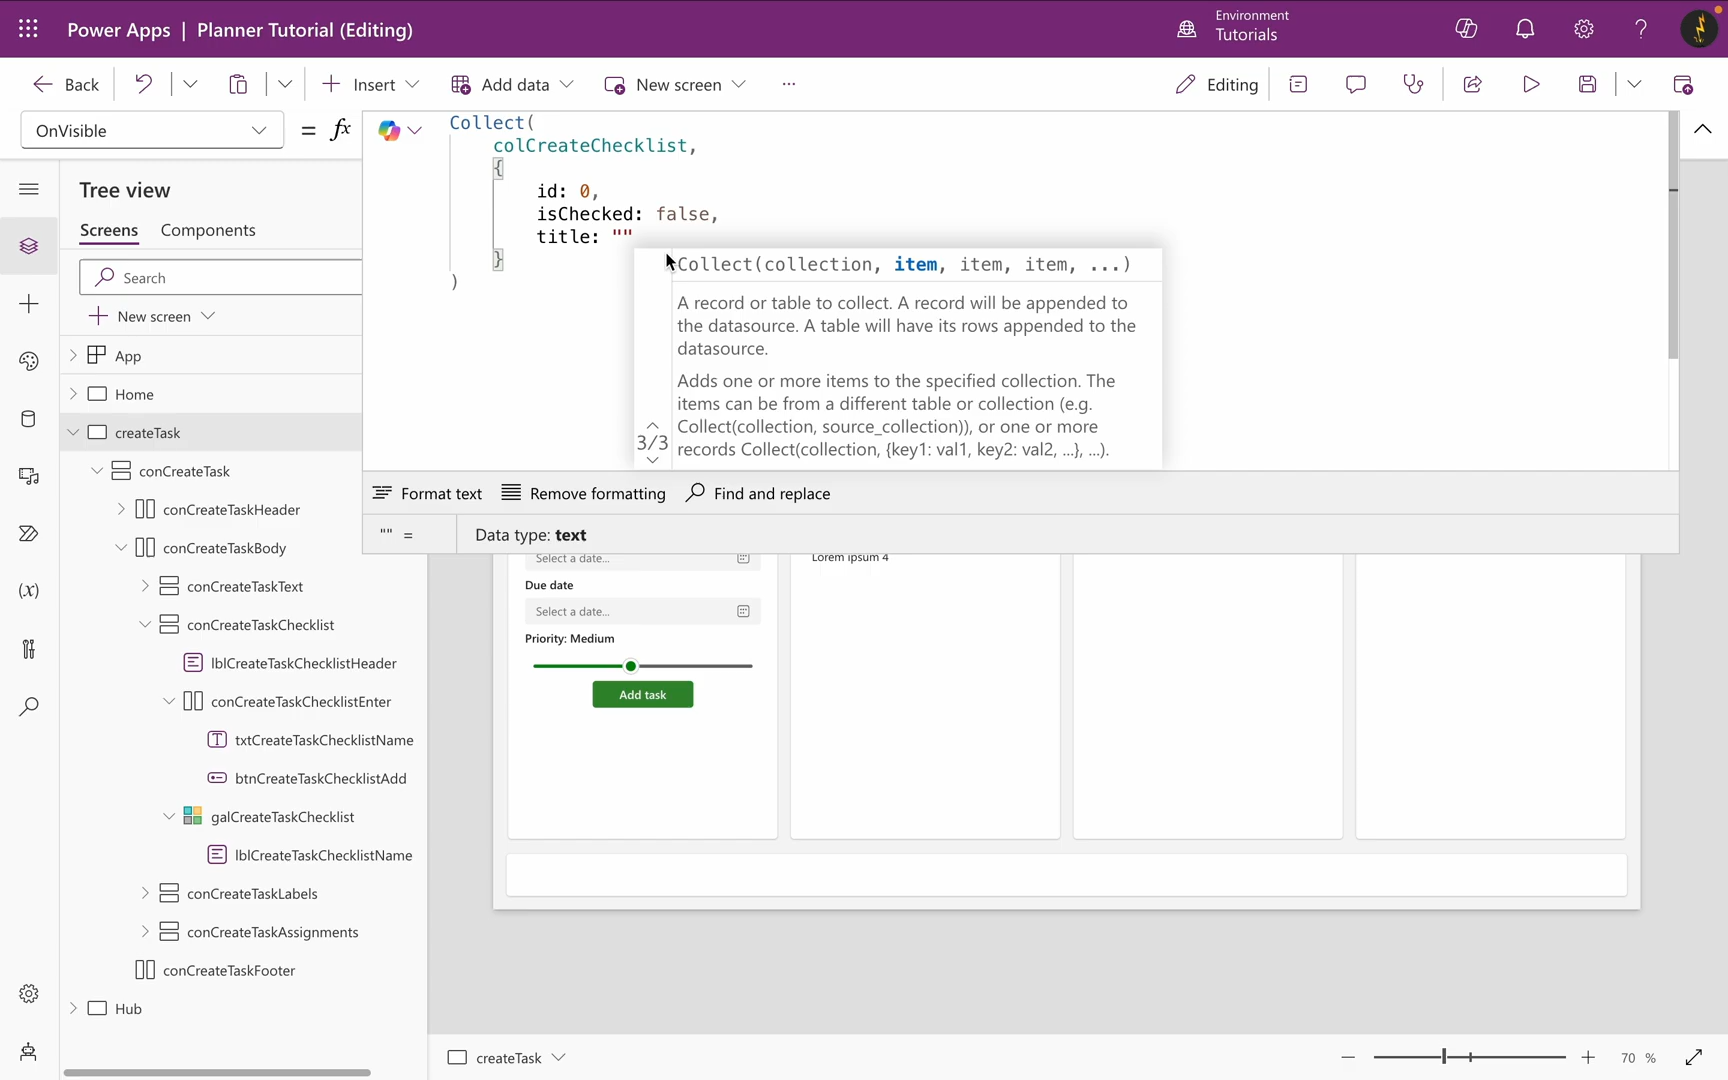 Power Apps | Planner Tutorial (Editing)
Environment
Tutorials
Back
Insert
Add data
New screen
...
Editing
OnVisible
= fx
Collect(
colCreateChecklist,
{
id: 0,
isChecked: false,
title: ""
}
)
Collect(collection, item, item, item, ...)
A record or table to collect. A record will be appended to
the datasource. A table will have its rows appended to the
datasource.
Adds one or more items to the specified collection. The
items can be from a different table or collection (e.g.
Collect(collection, source_collection)), or one or more
records Collect(collection, {key1: val1, key2: val2, ...}, ...).
3/3
Format text
Remove formatting
Find and replace
"" =
Data type: text
Tree view
Screens
Components
Search
New screen
App
Home
createTask
conCreateTask
conCreateTaskHeader
conCreateTaskBody
conCreateTaskText
conCreateTaskChecklist
lblCreateTaskChecklistHeader
conCreateTaskChecklistEnter
txtCreateTaskChecklistName
btnCreateTaskChecklistAdd
galCreateTaskChecklist
lblCreateTaskChecklistName
conCreateTaskLabels
conCreateTaskAssignments
conCreateTaskFooter
Hub
Select a date...
Due date
Select a date...
Priority: Medium
Add task
Lorem ipsum 4
createTask
70 %